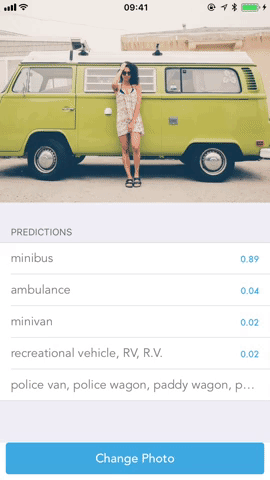 09:41
PREDICTIONS
minibus 0.89
ambulance 0.04
minivan 0.02
recreational vehicle, RV, R.V. 0.02
police van, police wagon, paddy wagon, p…
Change Photo